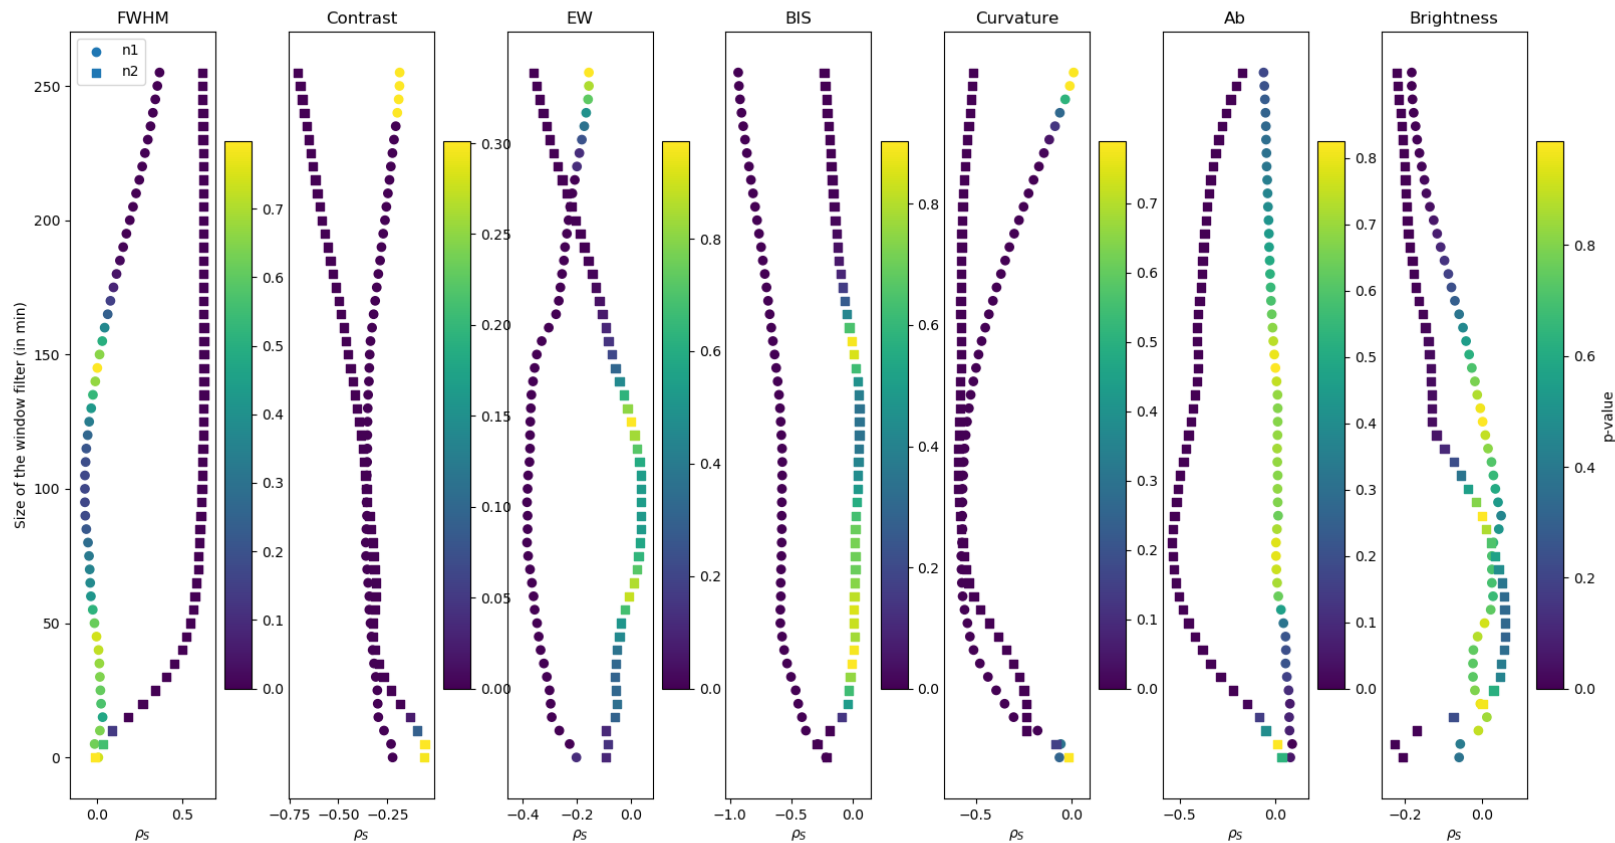 FWHM
Contrast
EW
BIS
Curvature
Ab
Brightness
n1
n2
Size of the window filter (in min)
250
200
150
100
50
0
0.0 0.5
ρS
0.7
0.6
0.5
0.4
0.3
0.2
0.1
0.0
−0.75 −0.50 −0.25
ρS
0.30
0.25
0.20
0.15
0.10
0.05
0.00
−0.4 −0.2 0.0
ρS
0.8
0.6
0.4
0.2
0.0
−1.0 −0.5 0.0
ρS
0.8
0.6
0.4
0.2
0.0
−0.5 0.0
ρS
0.7
0.6
0.5
0.4
0.3
0.2
0.1
0.0
−0.5 0.0
ρS
0.8
0.7
0.6
0.5
0.4
0.3
0.2
0.1
0.0
−0.2 0.0
ρS
0.8
0.6
0.4
0.2
0.0
p-value